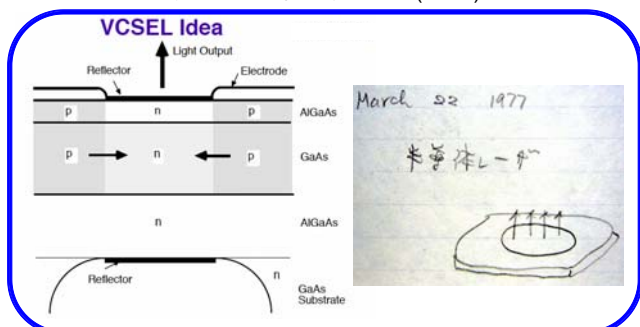 VCSEL Idea
Light Output
Reflector
Electrode
p n p AlGaAs
p n p GaAs
n AlGaAs
Reflector
n
GaAs
Substrate
March 22 1977
半導体レーザ